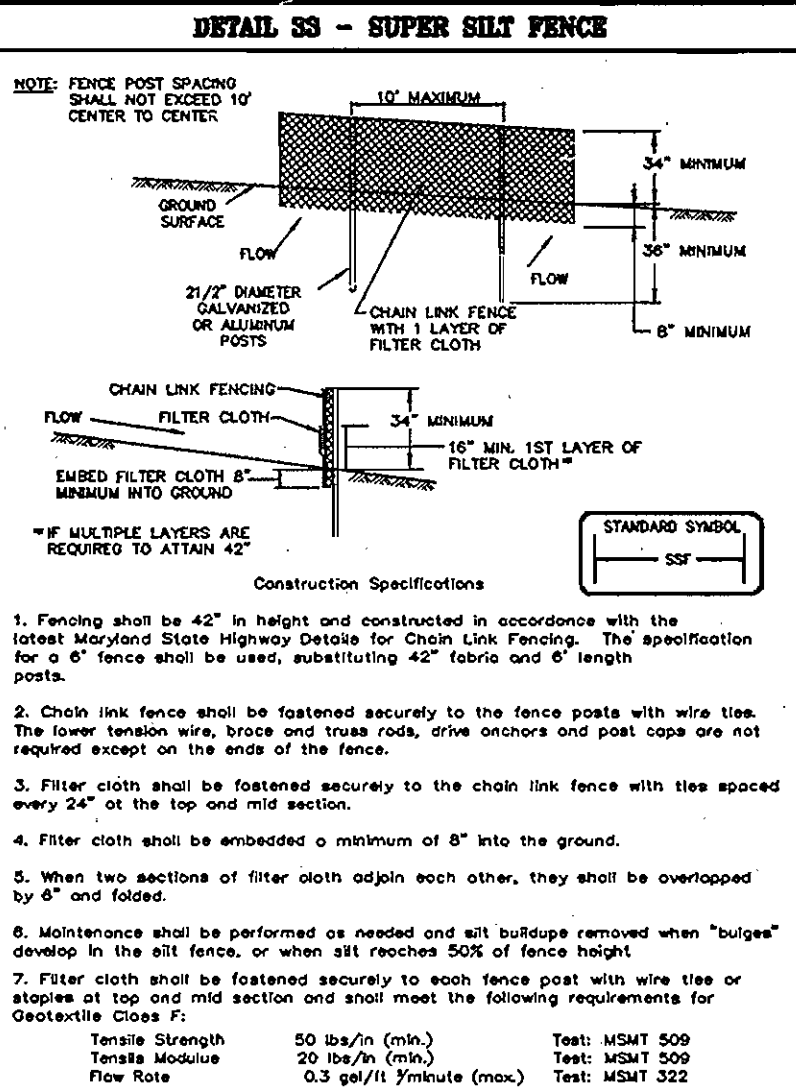 DETAIL 33 - SUPER SILT FENCE
NOTE: FENCE POST SPACING
SHALL NOT EXCEED 10'
CENTER TO CENTER
10' MAXIMUM
34" MINIMUM
GROUND
SURFACE
36" MINIMUM
FLOW
FLOW
21/2" DIAMETER
GALVANIZED
OR ALUMINUM
POSTS
CHAIN LINK FENCE
WITH 1 LAYER OF
FILTER CLOTH
8" MINIMUM
CHAIN LINK FENCING
FLOW
FILTER CLOTH
34" MINIMUM
16" MIN. 1ST LAYER OF
FILTER CLOTH*
EMBED FILTER CLOTH 8"
MINIMUM INTO GROUND
*IF MULTIPLE LAYERS ARE
REQUIRED TO ATTAIN 42"
STANDARD SYMBOL
SSF
Construction Specifications
1. Fencing shall be 42" in height and constructed in accordance with the
latest Maryland State Highway Details for Chain Link Fencing. The specification
for a 6' fence shall be used, substituting 42" fabric and 6' length
posts.
2. Chain link fence shall be fastened securely to the fence posts with wire ties.
The lower tension wire, brace and truss rods, drive anchors and post caps are not
required except on the ends of the fence.
3. Filter cloth shall be fastened securely to the chain link fence with ties spaced
every 24" at the top and mid section.
4. Filter cloth shall be embedded a minimum of 8" into the ground.
5. When two sections of filter cloth adjoin each other, they shall be overlapped
by 6" and folded.
6. Maintenance shall be performed as needed and silt buildups removed when "bulges"
develop in the silt fence, or when silt reaches 50% of fence height
7. Filter cloth shall be fastened securely to each fence post with wire ties or
staples at top and mid section and shall meet the following requirements for
Geotextile Class F:
Tensile Strength 50 lbs/in (min.) Test: MSMT 509
Tensile Modulus 20 lbs/in (min.) Test: MSMT 509
Flow Rate 0.3 gal/ft ²/minute (max.) Test: MSMT 322